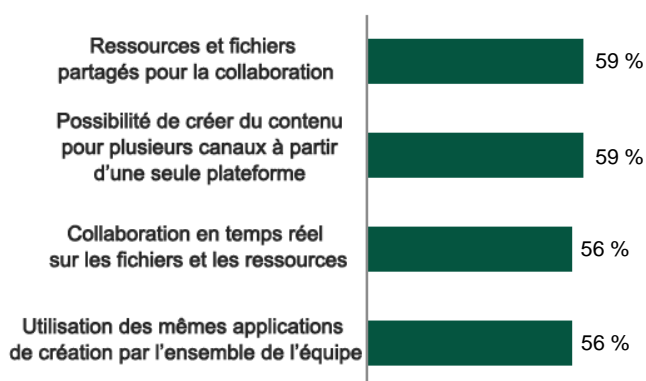 Ressources et fichiers
partagés pour la collaboration
59 %
Possibilité de créer du contenu
pour plusieurs canaux à partir
d’une seule plateforme
59 %
Collaboration en temps réel
sur les fichiers et les ressources
56 %
Utilisation des mêmes applications
de création par l’ensemble de l’équipe
56 %